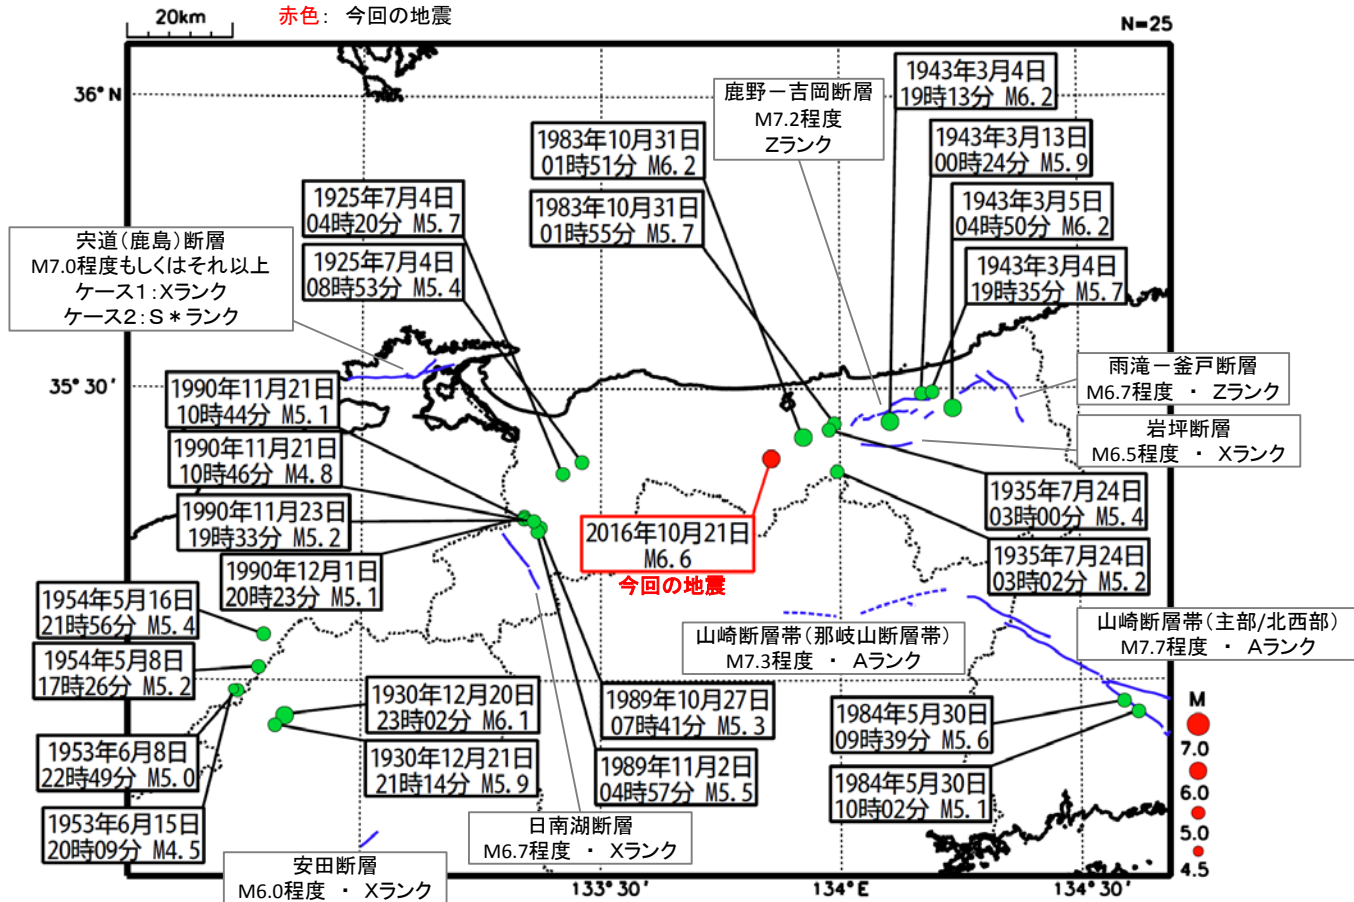 20km
赤色： 今回の地震
N=25
36°N
35°30′
133°30′
134°E
134°30′
1943年3月4日
19時13分 M6.2
鹿野－吉岡断層
M7.2程度
Zランク
1943年3月13日
00時24分 M5.9
1983年10月31日
01時51分 M6.2
1925年7月4日
04時20分 M5.7
1983年10月31日
01時55分 M5.7
1943年3月5日
04時50分 M6.2
宍道（鹿島）断層
M7.0程度もしくはそれ以上
ケース1：Xランク
ケース2：S＊ランク
1925年7月4日
08時53分 M5.4
1943年3月4日
19時35分 M5.7
雨滝－釜戸断層
M6.7程度 ・ Zランク
1990年11月21日
10時44分 M5.1
岩坪断層
M6.5程度 ・ Xランク
1990年11月21日
10時46分 M4.8
1935年7月24日
03時00分 M5.4
1990年11月23日
19時33分 M5.2
2016年10月21日
M6.6
今回の地震
1935年7月24日
03時02分 M5.2
1990年12月1日
20時23分 M5.1
1954年5月16日
21時56分 M5.4
山崎断層帯（那岐山断層帯）
M7.3程度 ・ Aランク
山崎断層帯（主部/北西部）
M7.7程度 ・ Aランク
1954年5月8日
17時26分 M5.2
1930年12月20日
23時02分 M6.1
1989年10月27日
07時41分 M5.3
1984年5月30日
09時39分 M5.6
1953年6月8日
22時49分 M5.0
1930年12月21日
21時14分 M5.9
1989年11月2日
04時57分 M5.5
1984年5月30日
10時02分 M5.1
1953年6月15日
20時09分 M4.5
日南湖断層
M6.7程度 ・ Xランク
安田断層
M6.0程度 ・ Xランク
M
7.0
6.0
5.0
4.5